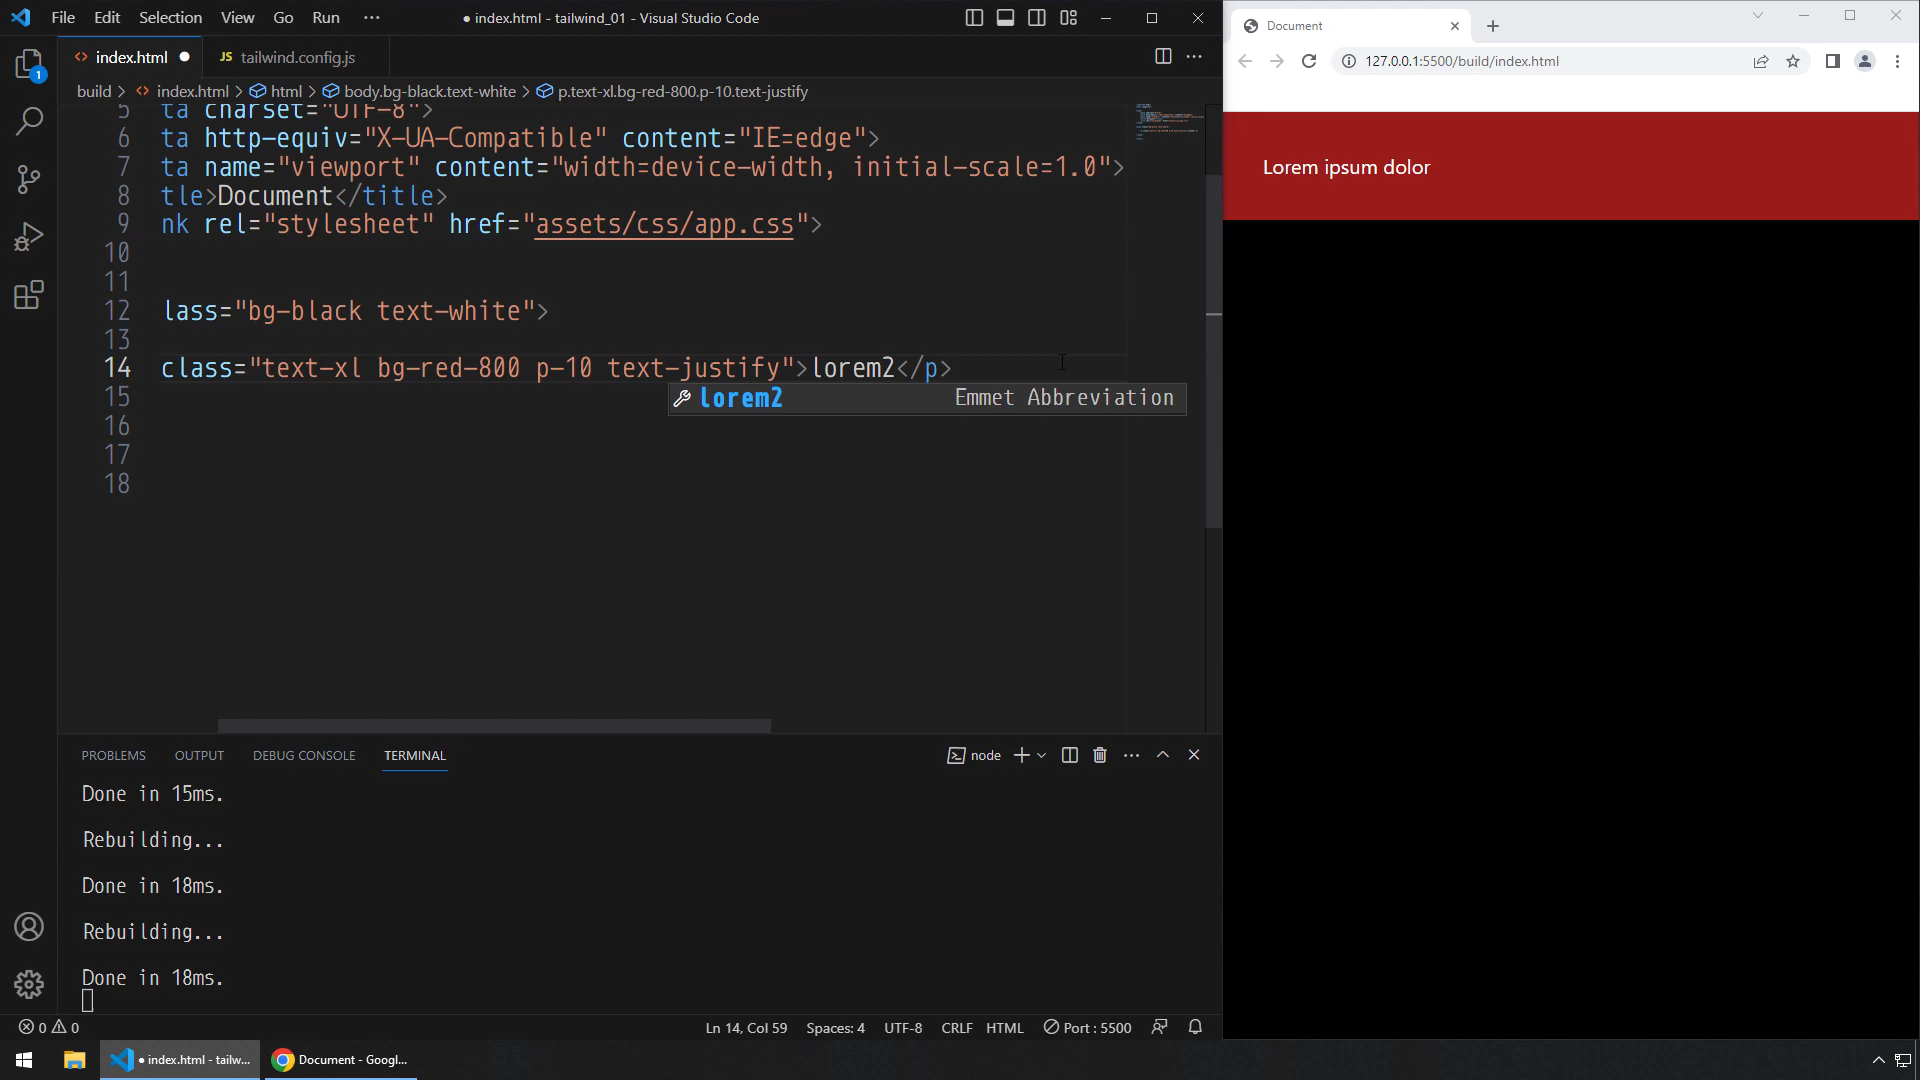 File Edit Selection View Go Run ··· ● index.html - tailwind_01 - Visual Studio Code
index.html ● JS tailwind.config.js
build > index.html > html > body.bg-black.text-white > p.text-xl.bg-red-800.p-10.text-justify
5 ta charset="UTF-8">
6 ta http-equiv="X-UA-Compatible" content="IE=edge">
7 ta name="viewport" content="width=device-width, initial-scale=1.0">
8 tle>Document</title>
9 nk rel="stylesheet" href="assets/css/app.css">
10
11
12 lass="bg-black text-white">
13
14 class="text-xl bg-red-800 p-10 text-justify">lorem2</p>
15 lorem2 Emmet Abbreviation
16
17
18
PROBLEMS OUTPUT DEBUG CONSOLE TERMINAL node
Done in 15ms.
Rebuilding...
Done in 18ms.
Rebuilding...
Done in 18ms.
1
0 0 Ln 14, Col 59 Spaces: 4 UTF-8 CRLF HTML Port : 5500
● index.html - tailw... Document - Googl...
Document
127.0.0.1:5500/build/index.html
Lorem ipsum dolor